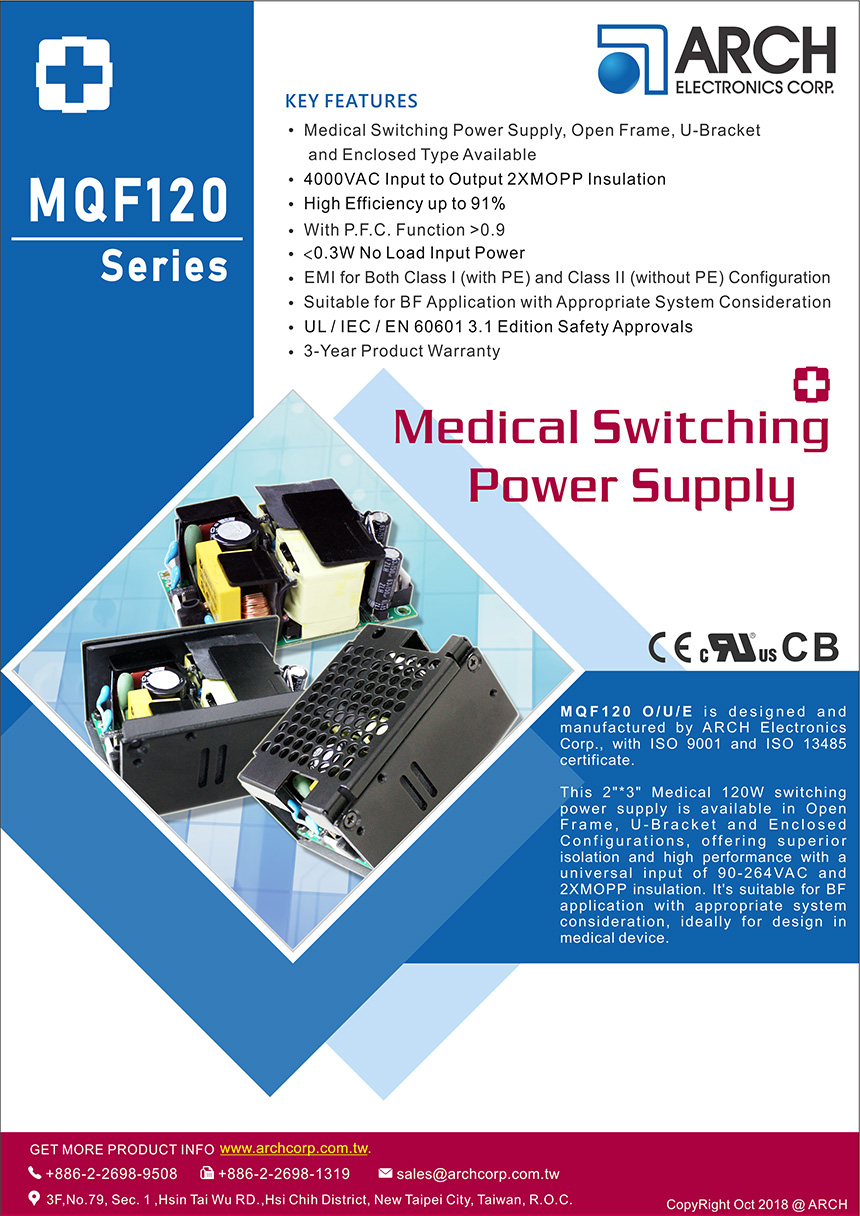 ARCH
ELECTRONICS CORP.
MQF120
Series
KEY FEATURES
• Medical Switching Power Supply, Open Frame, U-Bracket
and Enclosed Type Available
• 4000VAC Input to Output 2XMOPP Insulation
• High Efficiency up to 91%
• With P.F.C. Function >0.9
• <0.3W No Load Input Power
• EMI for Both Class I (with PE) and Class II (without PE) Configuration
• Suitable for BF Application with Appropriate System Consideration
• UL / IEC / EN 60601 3.1 Edition Safety Approvals
• 3-Year Product Warranty
Medical Switching
Power Supply
CE c RU® US CB
MQF120 O/U/E is designed and
manufactured by ARCH Electronics
Corp., with ISO 9001 and ISO 13485
certificate.
This 2"*3" Medical 120W switching
power supply is available in Open
Frame, U-Bracket and Enclosed
Configurations, offering superior
isolation and high performance with a
universal input of 90-264VAC and
2XMOPP insulation. It's suitable for BF
application with appropriate system
consideration, ideally for design in
medical device.
GET MORE PRODUCT INFO www.archcorp.com.tw.
+886-2-2698-9508 +886-2-2698-1319 sales@archcorp.com.tw
3F,No.79, Sec. 1 ,Hsin Tai Wu RD.,Hsi Chih District, New Taipei City, Taiwan, R.O.C.
CopyRight Oct 2018 @ ARCH